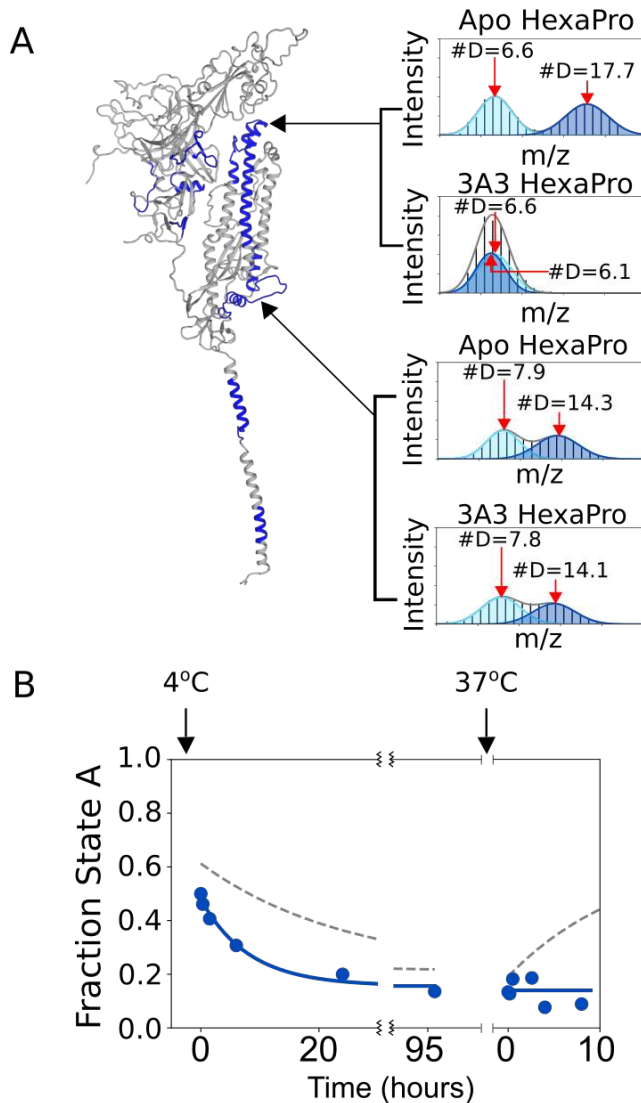 A
Apo HexaPro
#D=6.6
#D=17.7
Intensity
m/z
3A3 HexaPro
#D=6.6
#D=6.1
Intensity
m/z
Apo HexaPro
#D=7.9
#D=14.3
Intensity
m/z
3A3 HexaPro
#D=7.8
#D=14.1
Intensity
m/z
B
4°C
37°C
Fraction State A
1.0
0.8
0.6
0.4
0.2
0.0
0 20 95 0 10
Time (hours)